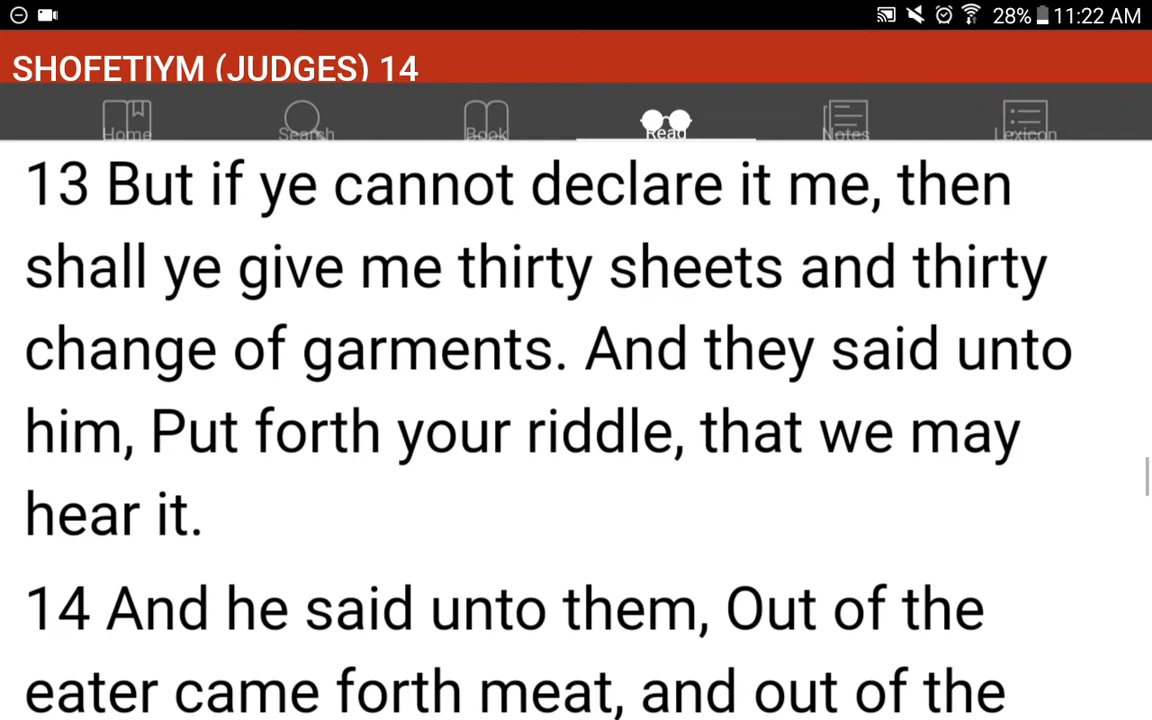 28% 11:22 AM
SHOFETIYM (JUDGES) 14
Home Search Book Read Notes Lexicon
13 But if ye cannot declare it me, then
shall ye give me thirty sheets and thirty
change of garments. And they said unto
him, Put forth your riddle, that we may
hear it.
14 And he said unto them, Out of the
eater came forth meat, and out of the